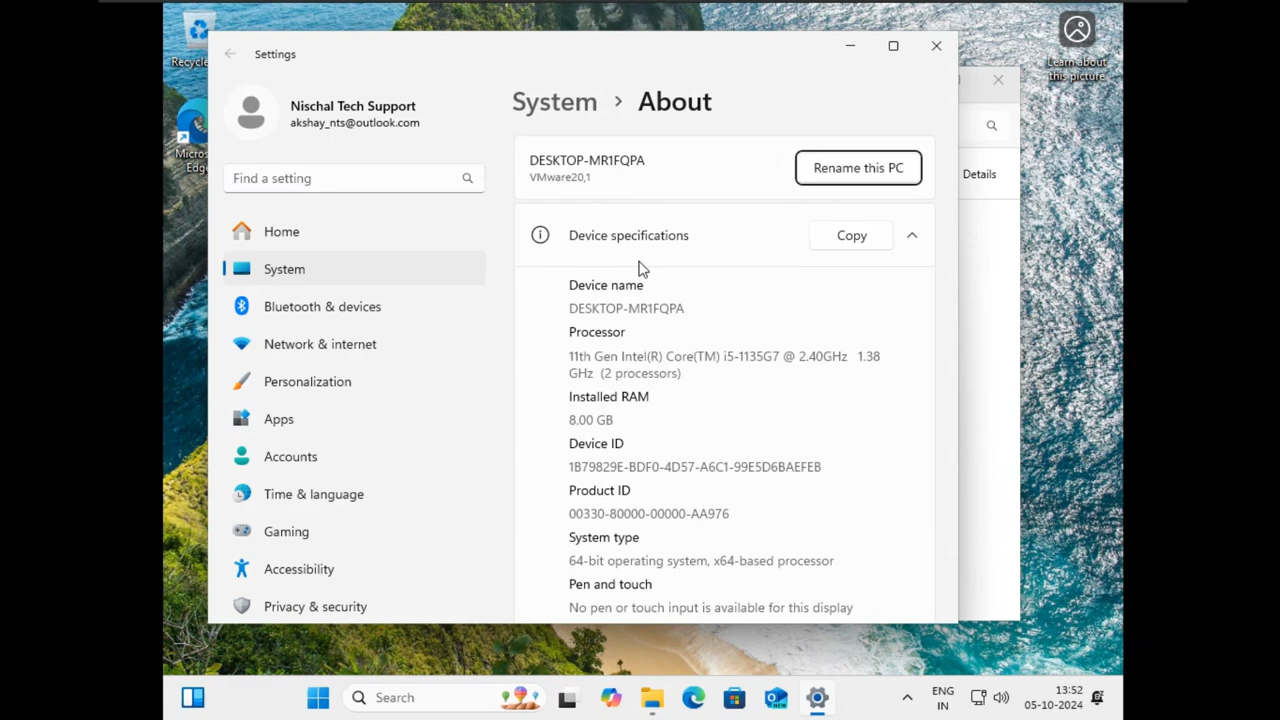 Recycle
Learn about
this picture
Micros
Edge
Settings
Nischal Tech Support
akshay_nts@outlook.com
Find a setting
Home
System
Bluetooth & devices
Network & internet
Personalization
Apps
Accounts
Time & language
Gaming
Accessibility
Privacy & security
System > About
DESKTOP-MR1FQPA
VMware20,1
Rename this PC
Device specifications
Copy
Device name
DESKTOP-MR1FQPA
Processor
11th Gen Intel(R) Core(TM) i5-1135G7 @ 2.40GHz 1.38
GHz (2 processors)
Installed RAM
8.00 GB
Device ID
1B79829E-BDF0-4D57-A6C1-99E5D6BAEFEB
Product ID
00330-80000-00000-AA976
System type
64-bit operating system, x64-based processor
Pen and touch
No pen or touch input is available for this display
Details
Search
NEW
ENG
IN
13:52
05-10-2024